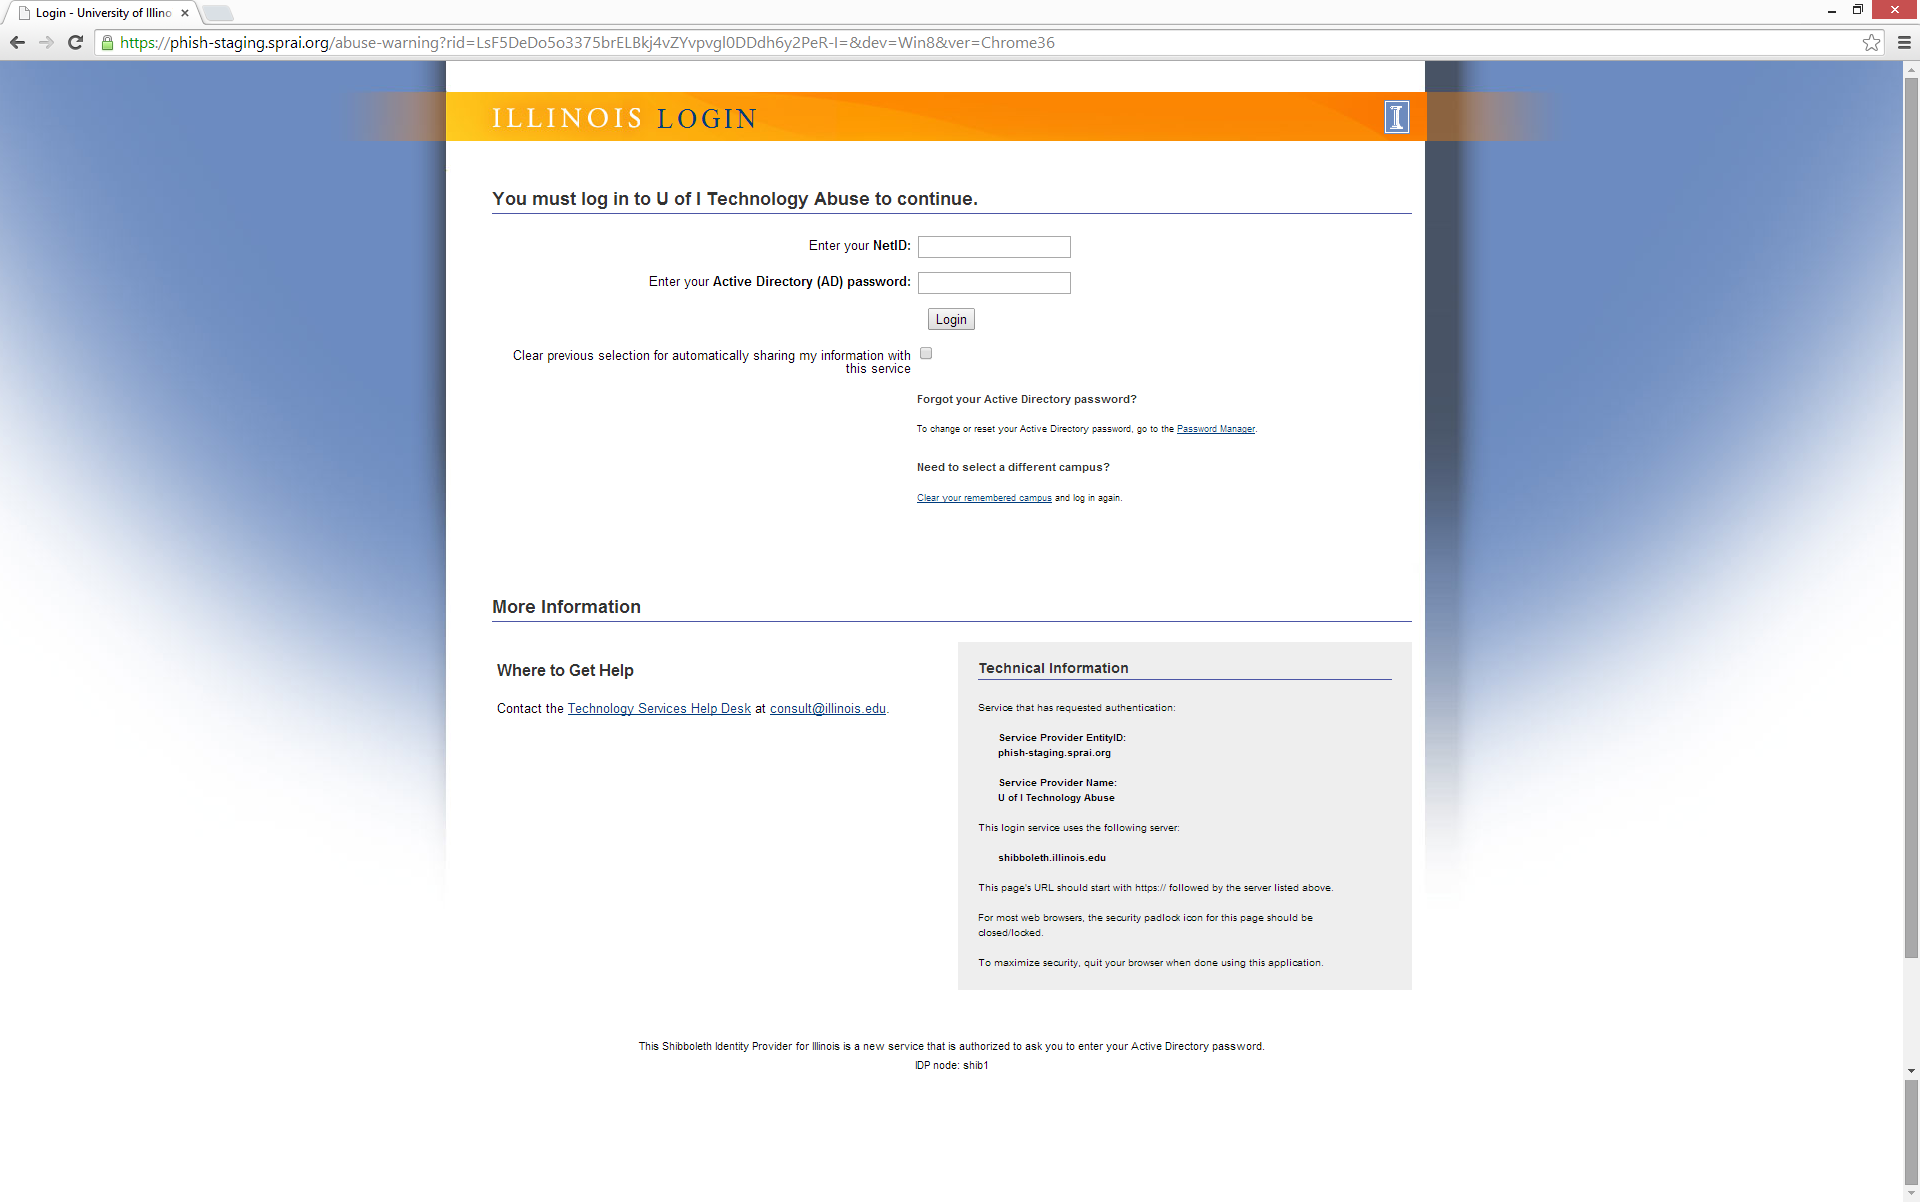 Login - University of Illino
https://phish-staging.sprai.org/abuse-warning?rid=LsF5DeDo5o3375brELBkj4vZYvpvgl0DDdh6y2PeR-I=&dev=Win8&ver=Chrome36
ILLINOIS LOGIN
You must log in to U of I Technology Abuse to continue.
Enter your NetID:
Enter your Active Directory (AD) password:
Login
Clear previous selection for automatically sharing my information with
this service
Forgot your Active Directory password?
To change or reset your Active Directory password, go to the Password Manager.
Need to select a different campus?
Clear your remembered campus and log in again.
More Information
Where to Get Help
Contact the Technology Services Help Desk at consult@illinois.edu.
Technical Information
Service that has requested authentication:
Service Provider EntityID:
phish-staging.sprai.org
Service Provider Name:
U of I Technology Abuse
This login service uses the following server:
shibboleth.illinois.edu
This page's URL should start with https:// followed by the server listed above.
For most web browsers, the security padlock icon for this page should be
closed/locked.
To maximize security, quit your browser when done using this application.
This Shibboleth Identity Provider for Illinois is a new service that is authorized to ask you to enter your Active Directory password.
IDP node: shib1